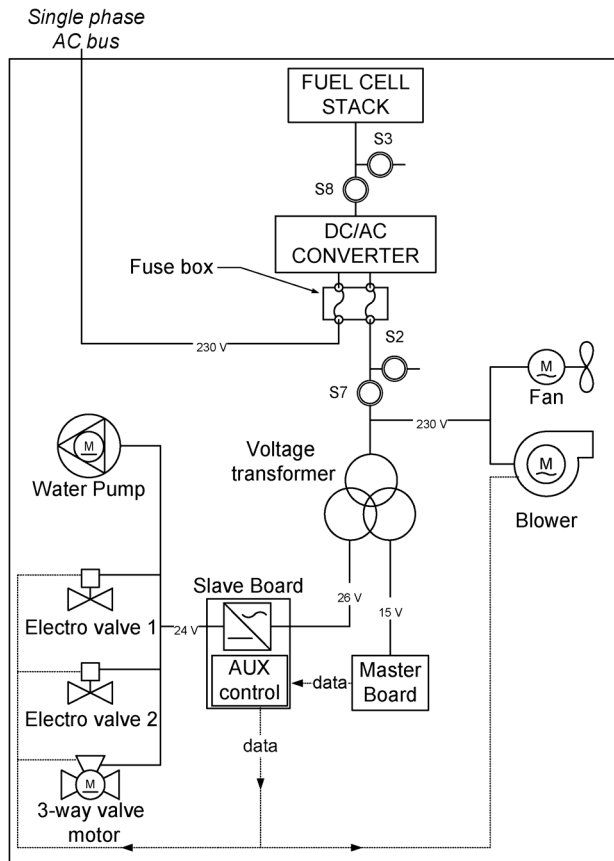 Single phase
AC bus
FUEL CELL
STACK
S3
S8
DC/AC
CONVERTER
Fuse box
S2
230 V
S7
M
Fan
230 V
M
Water Pump
Voltage
transformer
M
Blower
Slave Board
26 V
15 V
Electro valve 1
24 V
AUX
control
data
Master
Board
Electro valve 2
data
M
3-way valve
motor